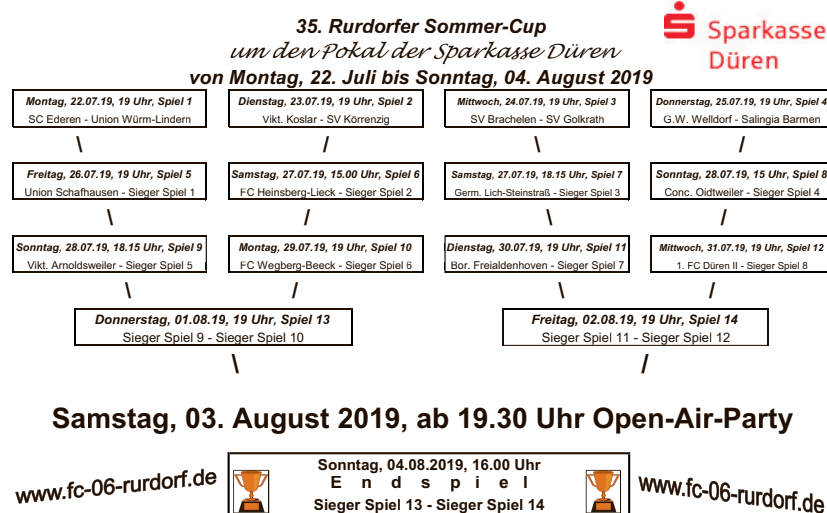 35. Rurdorfer Sommer-Cup
um den Pokal der Sparkasse Düren
von Montag, 22. Juli bis Sonntag, 04. August 2019
Sparkasse
Düren
Montag, 22.07.19, 19 Uhr, Spiel 1
SC Ederen - Union Würm-Lindern
Dienstag, 23.07.19, 19 Uhr, Spiel 2
Vikt. Koslar - SV Körrenzig
Mittwoch, 24.07.19, 19 Uhr, Spiel 3
SV Brachelen - SV Golkrath
Donnerstag, 25.07.19, 19 Uhr, Spiel 4
G.W. Welldorf - Salingia Barmen
Freitag, 26.07.19, 19 Uhr, Spiel 5
Union Schafhausen - Sieger Spiel 1
Samstag, 27.07.19, 15.00 Uhr, Spiel 6
FC Heinsberg-Lieck - Sieger Spiel 2
Samstag, 27.07.19, 18.15 Uhr, Spiel 7
Germ. Lich-Steinstraß - Sieger Spiel 3
Sonntag, 28.07.19, 15 Uhr, Spiel 8
Conc. Oidtweiler - Sieger Spiel 4
Sonntag, 28.07.19, 18.15 Uhr, Spiel 9
Vikt. Arnoldsweiler - Sieger Spiel 5
Montag, 29.07.19, 19 Uhr, Spiel 10
FC Wegberg-Beeck - Sieger Spiel 6
Dienstag, 30.07.19, 19 Uhr, Spiel 11
Bor. Freialdenhoven - Sieger Spiel 7
Mittwoch, 31.07.19, 19 Uhr, Spiel 12
1. FC Düren II - Sieger Spiel 8
Donnerstag, 01.08.19, 19 Uhr, Spiel 13
Sieger Spiel 9 - Sieger Spiel 10
Freitag, 02.08.19, 19 Uhr, Spiel 14
Sieger Spiel 11 - Sieger Spiel 12
Samstag, 03. August 2019, ab 19.30 Uhr Open-Air-Party
www.fc-06-rurdorf.de
Sonntag, 04.08.2019, 16.00 Uhr
E n d s p i e l
Sieger Spiel 13 - Sieger Spiel 14
www.fc-06-rurdorf.de